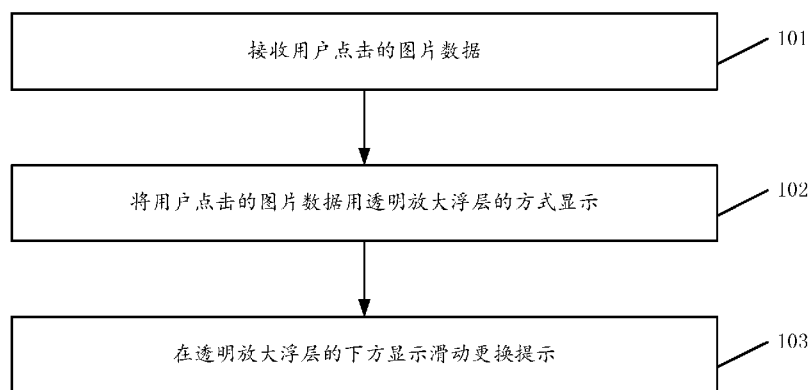 接收用户点击的图片数据
101
将用户点击的图片数据用透明放大浮层的方式显示
102
在透明放大浮层的下方显示滑动更换提示
103